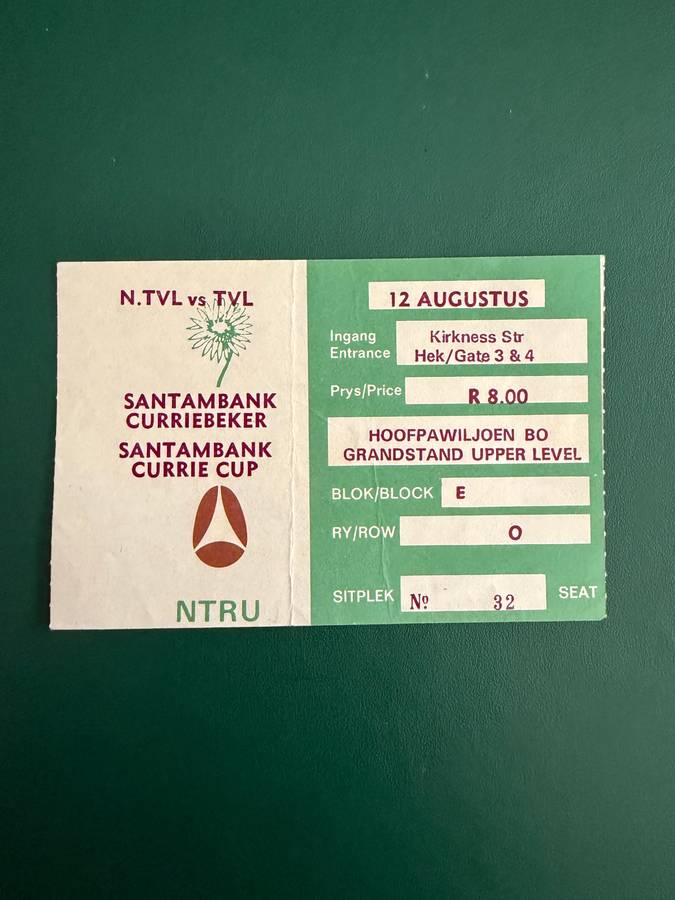 N.TVL vs TVL
SANTAMBANK
CURRIEBEKER
SANTAMBANK
CURRIE CUP
NTRU
12 AUGUSTUS
Ingang
Entrance
Kirkness Str
Hek/Gate 3 & 4
Prys/Price R 8.00
HOOFPAWILJOEN BO
GRANDSTAND UPPER LEVEL
BLOK/BLOCK E
RY/ROW O
SITPLEK Nº 32 SEAT